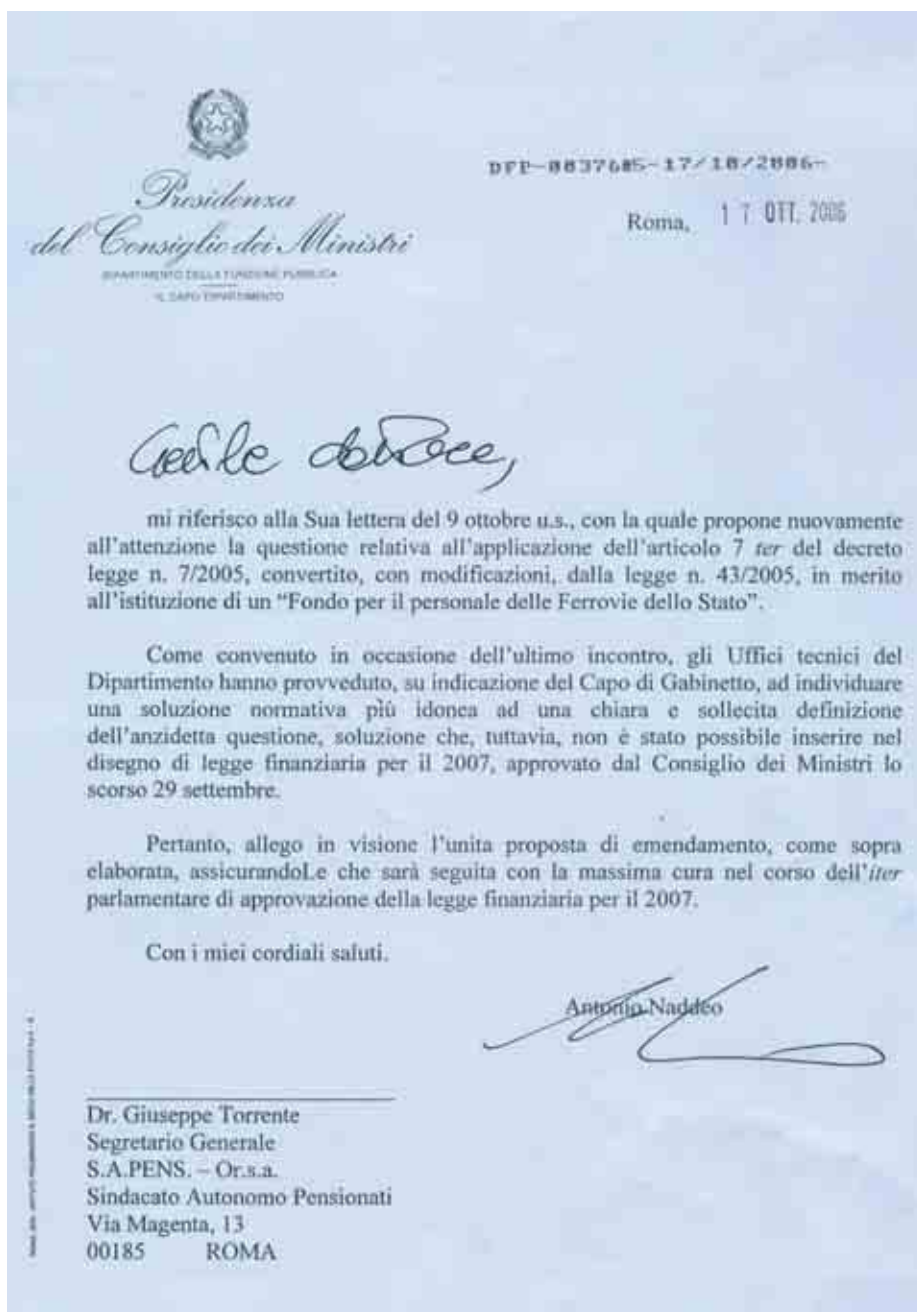 DFP-0037605-17/10/2006-
Presidenza
del Consiglio dei Ministri
DIPARTIMENTO DELLA FUNZIONE PUBBLICA
IL CAPO DIPARTIMENTO
Roma, 17 OTT. 2006
mi riferisco alla Sua lettera del 9 ottobre u.s., con la quale propone nuovamente
all'attenzione la questione relativa all'applicazione dell'articolo 7 ter del decreto
legge n. 7/2005, convertito, con modificazioni, dalla legge n. 43/2005, in merito
all'istituzione di un “Fondo per il personale delle Ferrovie dello Stato”.
Come convenuto in occasione dell'ultimo incontro, gli Uffici tecnici del
Dipartimento hanno provveduto, su indicazione del Capo di Gabinetto, ad individuare
una soluzione normativa più idonea ad una chiara e sollecita definizione
dell'anzidetta questione, soluzione che, tuttavia, non è stato possibile inserire nel
disegno di legge finanziaria per il 2007, approvato dal Consiglio dei Ministri lo
scorso 29 settembre.
Pertanto, allego in visione l'unita proposta di emendamento, come sopra
elaborata, assicurandoLe che sarà seguita con la massima cura nel corso dell'iter
parlamentare di approvazione della legge finanziaria per il 2007.
Con i miei cordiali saluti.
Antonio Naddeo
Dr. Giuseppe Torrente
Segretario Generale
S.A.PENS. – Or.s.a.
Sindacato Autonomo Pensionati
Via Magenta, 13
00185 ROMA